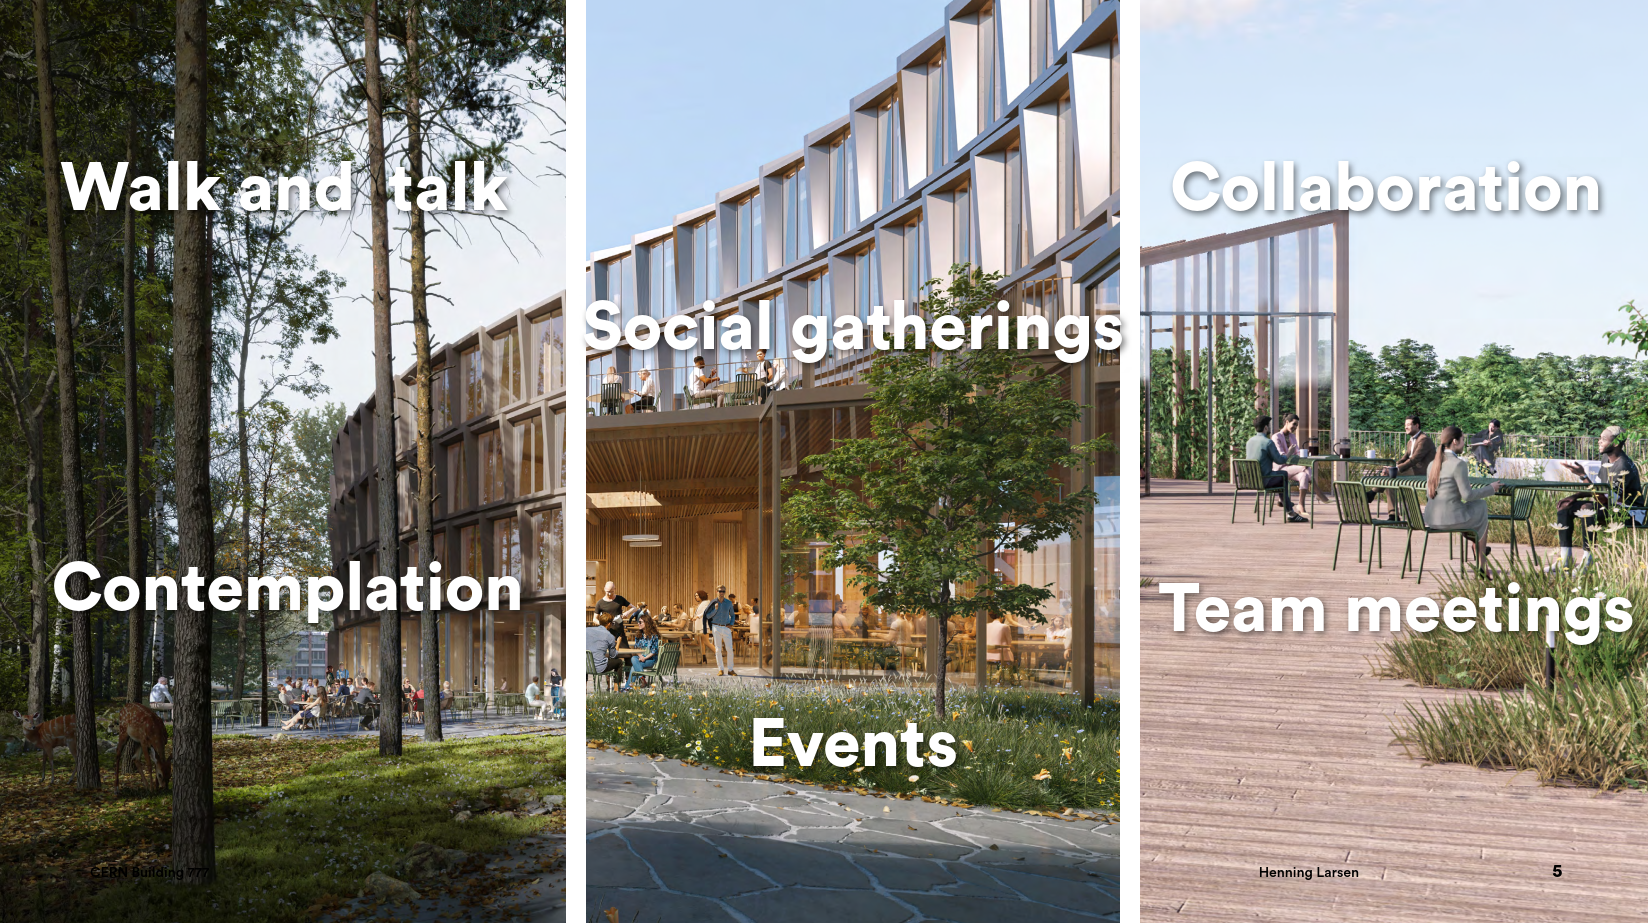 Walk and talk
Contemplation
Social gatherings
Events
Collaboration
Team meetings
CERN Building 777
Henning Larsen
5